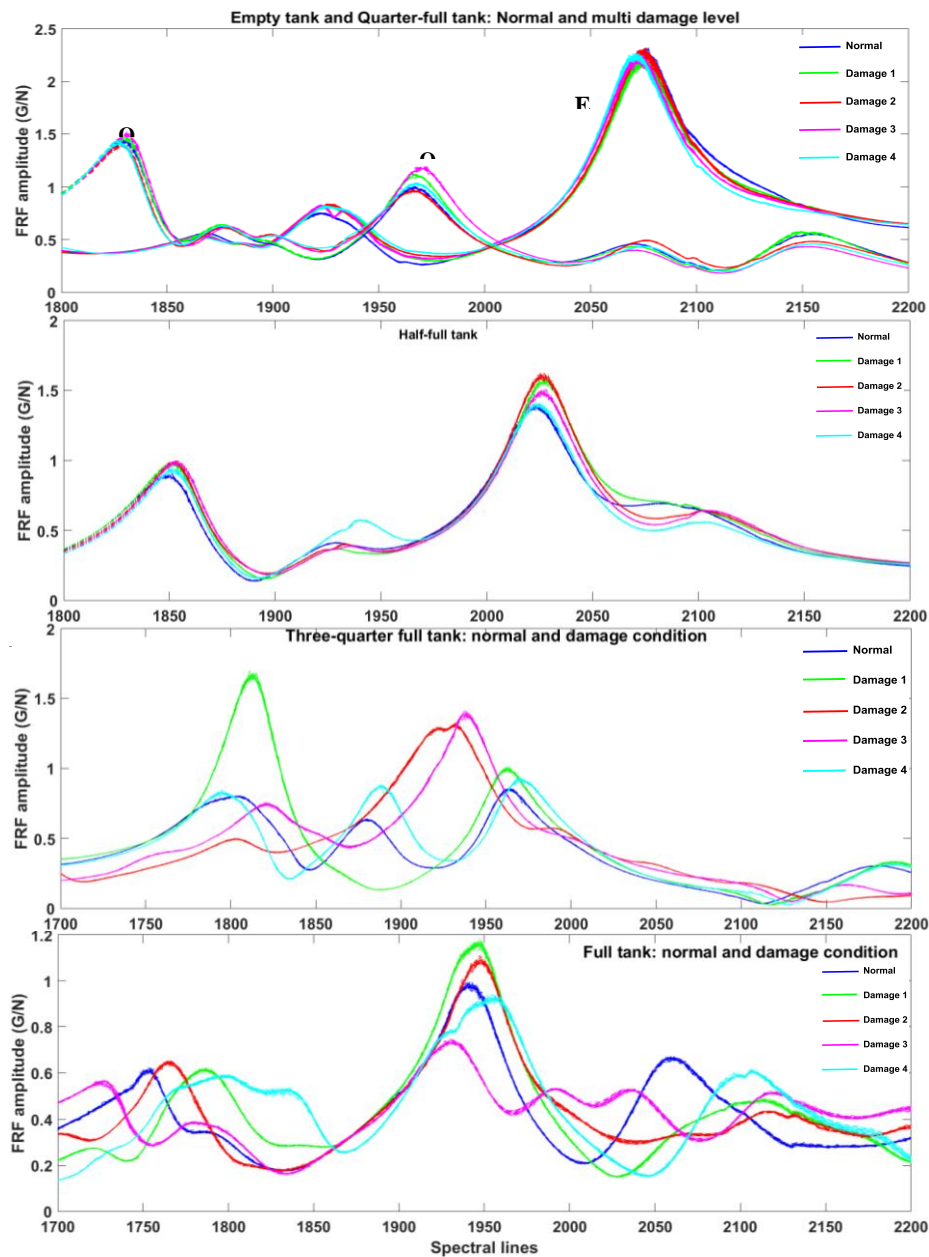 Empty tank and Quarter-full tank: Normal and multi damage level
FRF amplitude (G/N)
2.5
2
1.5
1
0.5
0
Q
Q
E
Normal
Damage 1
Damage 2
Damage 3
Damage 4
1800 1850 1900 1950 2000 2050 2100 2150 2200
Half-full tank
FRF amplitude (G/N)
2
1.5
1
0.5
0
Normal
Damage 1
Damage 2
Damage 3
Damage 4
1800 1850 1900 1950 2000 2050 2100 2150 2200
Three-quarter full tank: normal and damage condition
FRF amplitude (G/N)
2
1.5
1
0.5
0
Normal
Damage 1
Damage 2
Damage 3
Damage 4
1700 1750 1800 1850 1900 1950 2000 2050 2100 2150 2200
Full tank: normal and damage condition
FRF amplitude (G/N)
1.2
1
0.8
0.6
0.4
0.2
0
Normal
Damage 1
Damage 2
Damage 3
Damage 4
1700 1750 1800 1850 1900 1950 2000 2050 2100 2150 2200
Spectral lines